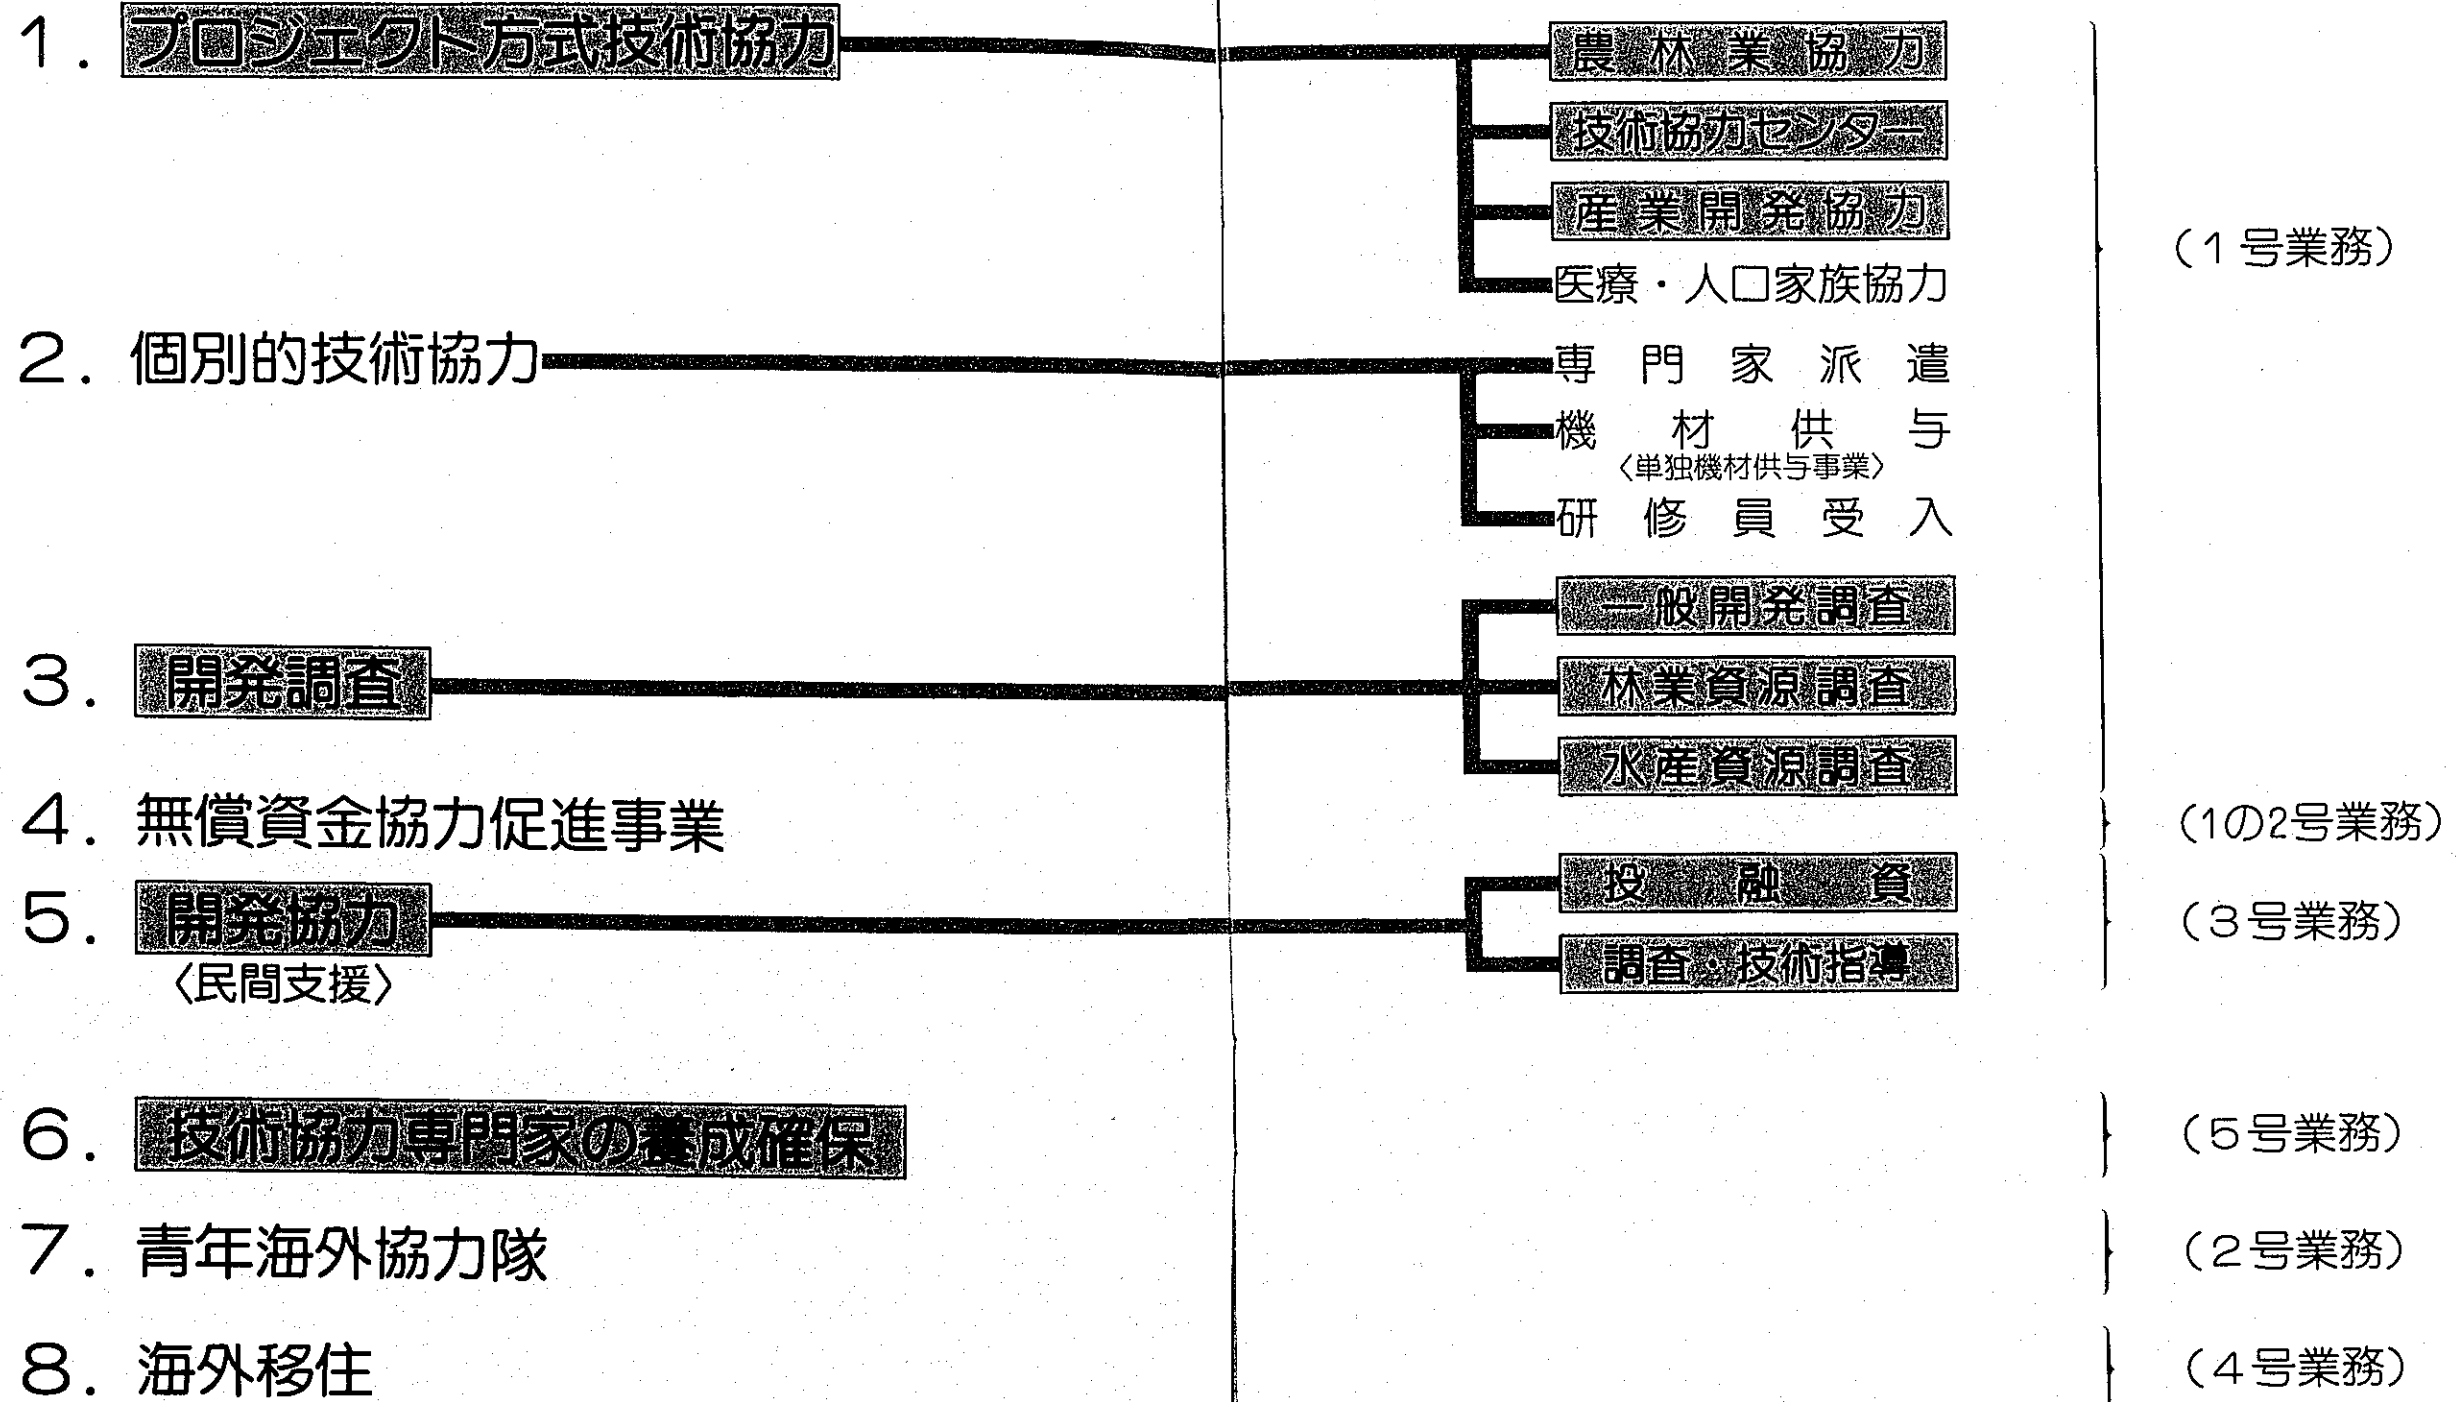 1. プロジェクト方式技術協力
農林業協力
技術協力センター
産業開発協力
医療・人口家族協力
(1号業務)
2. 個別的技術協力
専門家派遣
機材供与
〈単独機材供与事業〉
研修員受入
3. 開発調査
一般開発調査
林業資源調査
水産資源調査
4. 無償資金協力促進事業
(1の2号業務)
5. 開発協力
〈民間支援〉
投融資
調査・技術指導
(3号業務)
6. 技術協力専門家の養成確保
(5号業務)
7. 青年海外協力隊
(2号業務)
8. 海外移住
(4号業務)